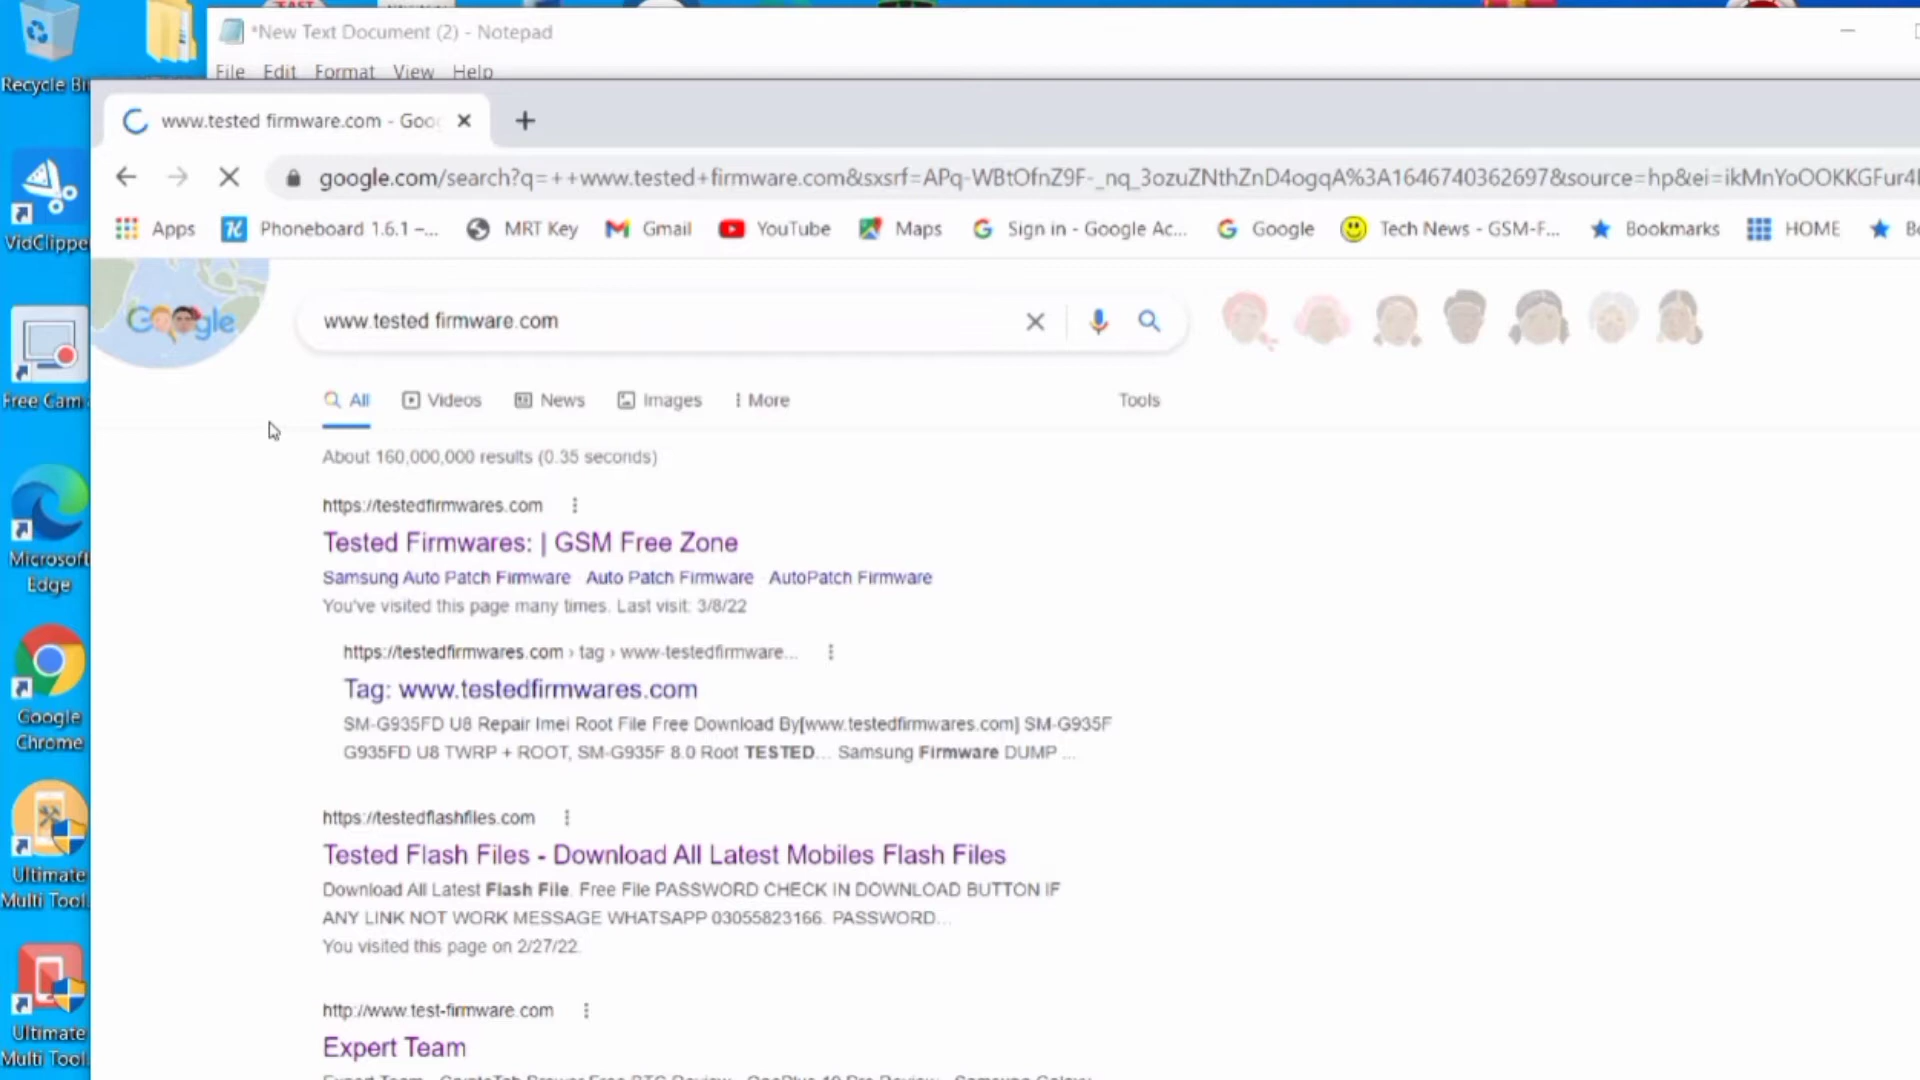 *New Text Document (2) - Notepad
File Edit Format View Help
Recycle Bi
www.tested firmware.com - Goo
google.com/search?q=++www.tested+firmware.com&sxsrf=APq-WBtOfnZ9F-_nq_3ozuZNthZnD4ogqA%3A1646740362697&source=hp&ei=ikMnYoOOKKGFur4
Apps Phoneboard 1.6.1 –... MRT Key Gmail YouTube Maps Sign in - Google Ac... Google Tech News - GSM-F... Bookmarks HOME
VidClippe
Google
www.tested firmware.com
Free Cam
All Videos News Images More Tools
About 160,000,000 results (0.35 seconds)
https://testedfirmwares.com
Tested Firmwares: | GSM Free Zone
Samsung Auto Patch Firmware Auto Patch Firmware AutoPatch Firmware
You've visited this page many times. Last visit: 3/8/22
Microsoft
Edge
https://testedfirmwares.com › tag › www-testedfirmware...
Tag: www.testedfirmwares.com
SM-G935FD U8 Repair Imei Root File Free Download By[www.testedfirmwares.com] SM-G935F
G935FD U8 TWRP + ROOT, SM-G935F 8.0 Root TESTED... Samsung Firmware DUMP ...
Google
Chrome
https://testedflashfiles.com
Tested Flash Files - Download All Latest Mobiles Flash Files
Download All Latest Flash File. Free File PASSWORD CHECK IN DOWNLOAD BUTTON IF
ANY LINK NOT WORK MESSAGE WHATSAPP 03055823166. PASSWORD...
You visited this page on 2/27/22.
Ultimate
Multi Tool.
http://www.test-firmware.com
Expert Team
Ultimate
Multi Tool.